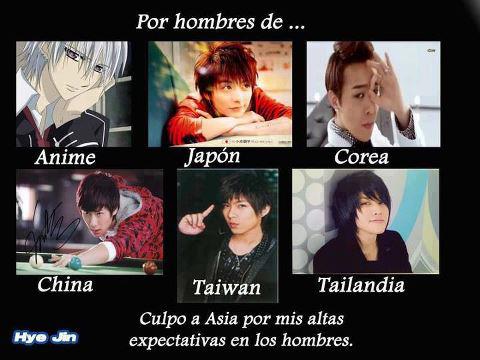 Por hombres de ...
Anime
Japón
Corea
China
Taiwan
Tailandia
Culpo a Asia por mis altas
expectativas en los hombres.
Hye Jin